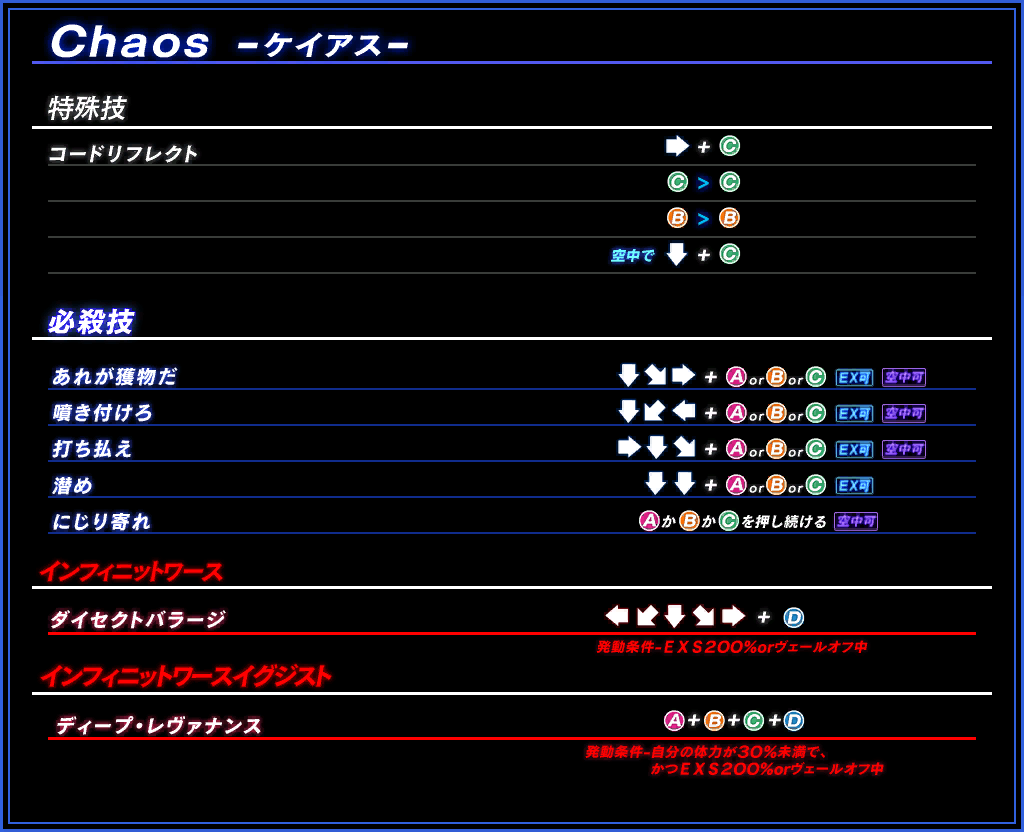 Chaos －ケイアス－
特殊技
コードリフレクト ➡ + C
C > C
B > B
空中で ⬇ + C
必殺技
あれが獲物だ ⬇↘➡ + A or B or C EX可 空中可
噴き付けろ ⬇↙⬅ + A or B or C EX可 空中可
打ち払え ➡⬇↘ + A or B or C EX可 空中可
潜め ⬇⬇ + A or B or C EX可
にじり寄れ AかBかCを押し続ける 空中可
インフィニットワース
ダイセクトバラージ ⬅↙⬇↘➡ + D
発動条件-EXS200%orヴェールオフ中
インフィニットワースイグジスト
ディープ・レヴァナンス A+B+C+D
発動条件-自分の体力が30%未満で、
かつEXS200%orヴェールオフ中